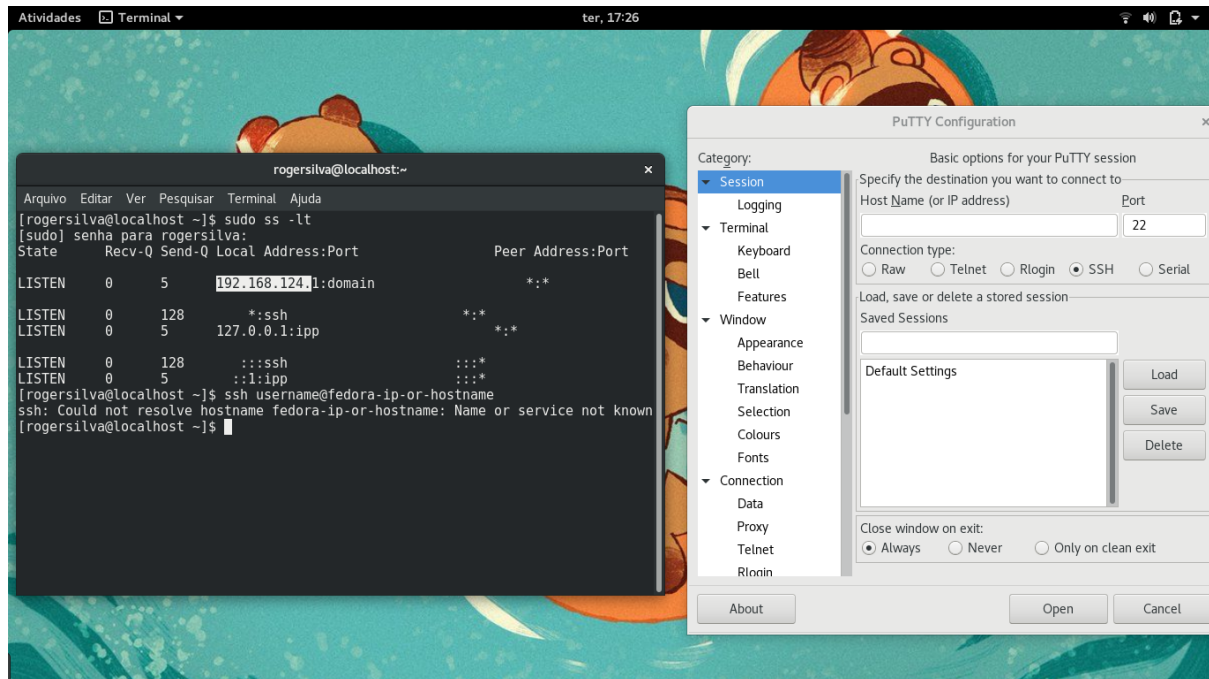 Atividades Terminal ter, 17:26
rogersilva@localhost:~ ×
Arquivo Editar Ver Pesquisar Terminal Ajuda
[rogersilva@localhost ~]$ sudo ss -lt
[sudo] senha para rogersilva:
State Recv-Q Send-Q Local Address:Port Peer Address:Port
LISTEN 0 5 192.168.124.1:domain *:*
LISTEN 0 128 *:ssh *:*
LISTEN 0 5 127.0.0.1:ipp *:*
LISTEN 0 128 :::ssh :::*
LISTEN 0 5 ::1:ipp :::*
[rogersilva@localhost ~]$ ssh username@fedora-ip-or-hostname
ssh: Could not resolve hostname fedora-ip-or-hostname: Name or service not known
[rogersilva@localhost ~]$
PuTTY Configuration ×
Category:
Session
Logging
Terminal
Keyboard
Bell
Features
Window
Appearance
Behaviour
Translation
Selection
Colours
Fonts
Connection
Data
Proxy
Telnet
Rlogin
Basic options for your PuTTY session
Specify the destination you want to connect to
Host Name (or IP address) Port
22
Connection type:
Raw Telnet Rlogin SSH Serial
Load, save or delete a stored session
Saved Sessions
Default Settings
Load
Save
Delete
Close window on exit:
Always Never Only on clean exit
About Open Cancel